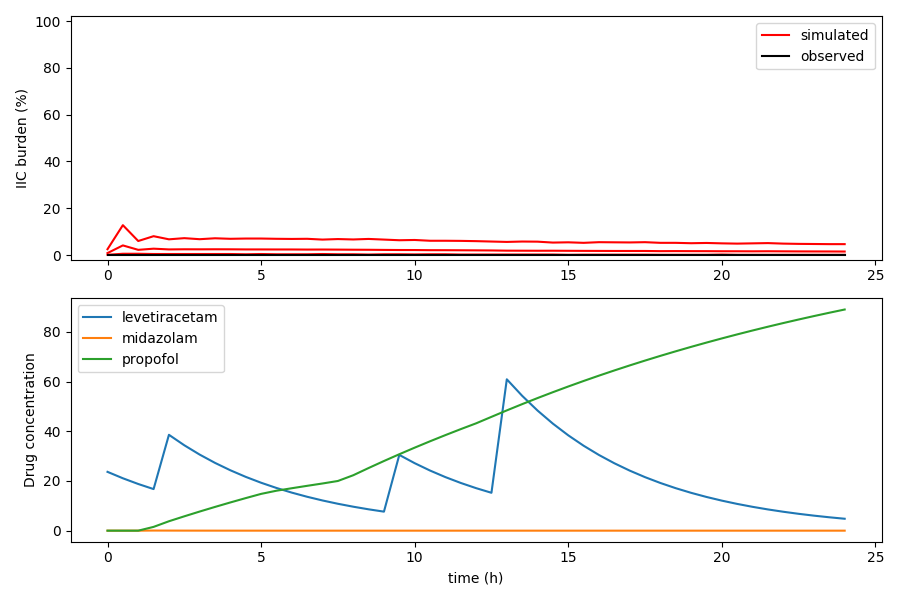 100
80
60
40
20
0
IIC burden (%)
simulated
observed
0 5 10 15 20 25
80
60
40
20
0
Drug concentration
levetiracetam
midazolam
propofol
0 5 10 15 20 25
time (h)